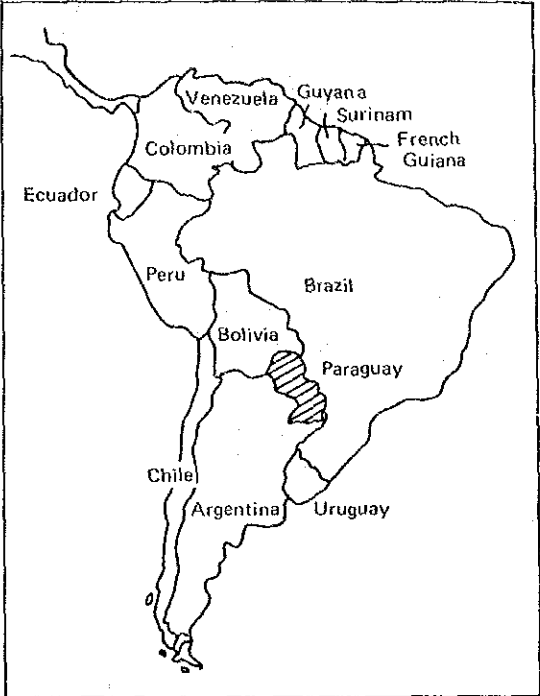 Guyana
Venezuela
Surinam
French
Guiana
Colombia
Ecuador
Peru
Brazil
Bolivia
Paraguay
Chile
Argentina
Uruguay